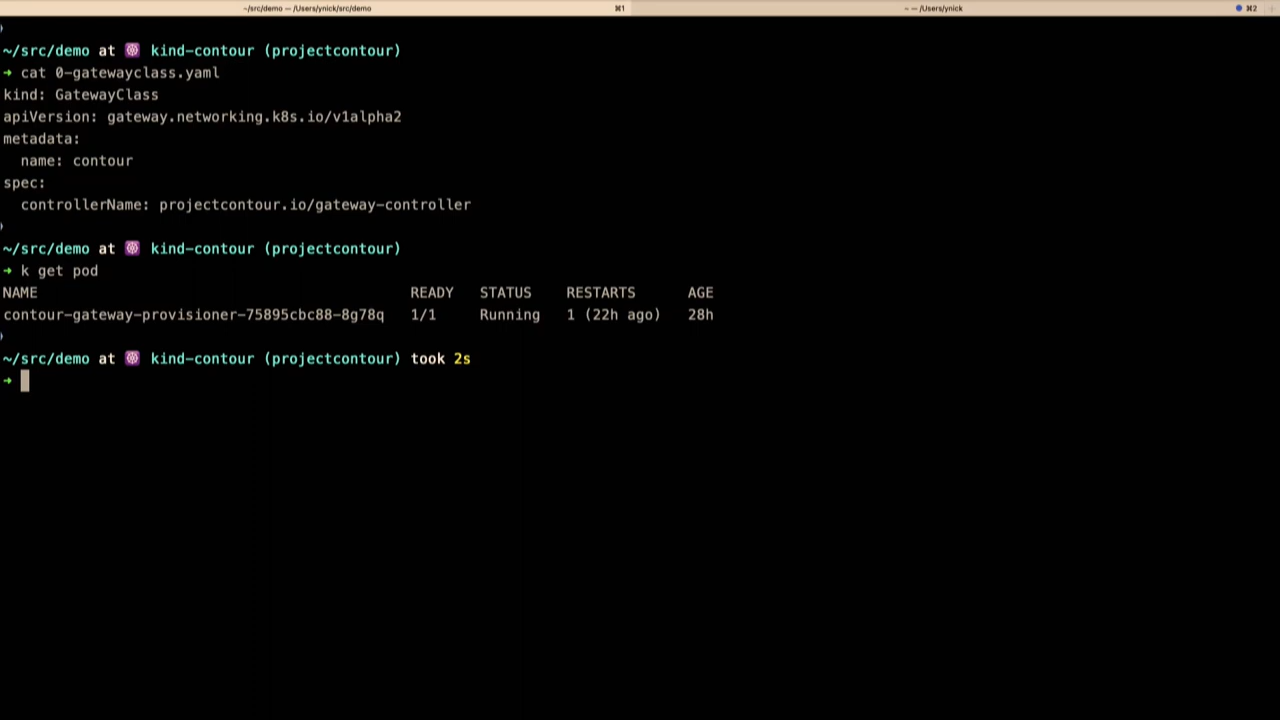 ~/src/demo — /Users/ynick/src/demo ⌘1 ~ — /Users/ynick ⌘2
~/src/demo at kind-contour (projectcontour)
→ cat 0-gatewayclass.yaml
kind: GatewayClass
apiVersion: gateway.networking.k8s.io/v1alpha2
metadata:
  name: contour
spec:
  controllerName: projectcontour.io/gateway-controller
~/src/demo at kind-contour (projectcontour)
→ k get pod
NAME READY STATUS RESTARTS AGE
contour-gateway-provisioner-75895cbc88-8g78q 1/1 Running 1 (22h ago) 28h
~/src/demo at kind-contour (projectcontour) took 2s
→